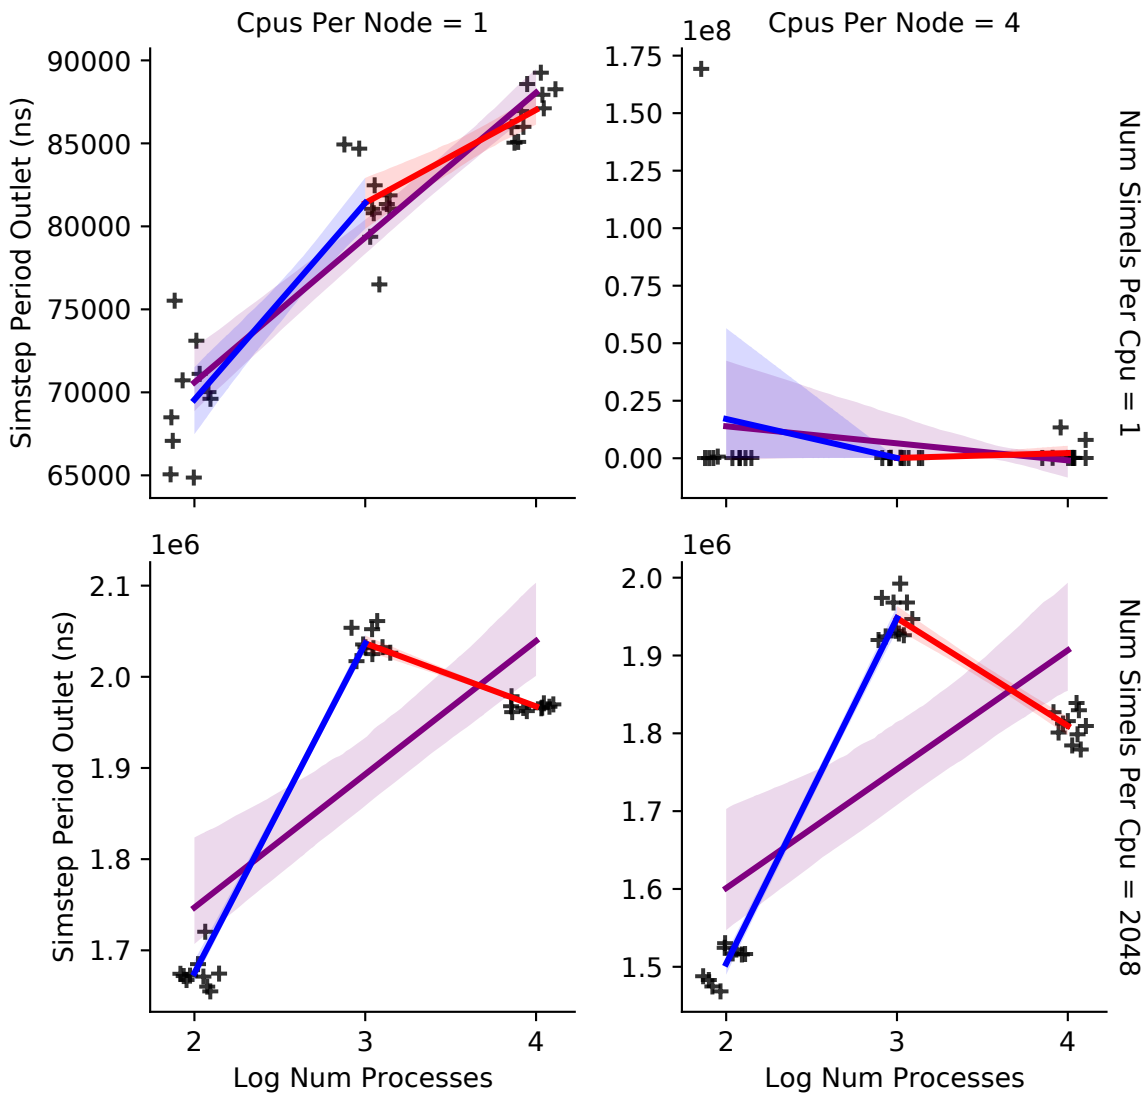 Cpus Per Node = 1
Cpus Per Node = 4
1e8
Simstep Period Outlet (ns)
90000
85000
80000
75000
70000
65000
1.75
1.50
1.25
1.00
0.75
0.50
0.25
0.00
Num Simels Per Cpu = 1
1e6
Simstep Period Outlet (ns)
2.1
2.0
1.9
1.8
1.7
2
3
4
Log Num Processes
1e6
2.0
1.9
1.8
1.7
1.6
1.5
2
3
4
Log Num Processes
Num Simels Per Cpu = 2048